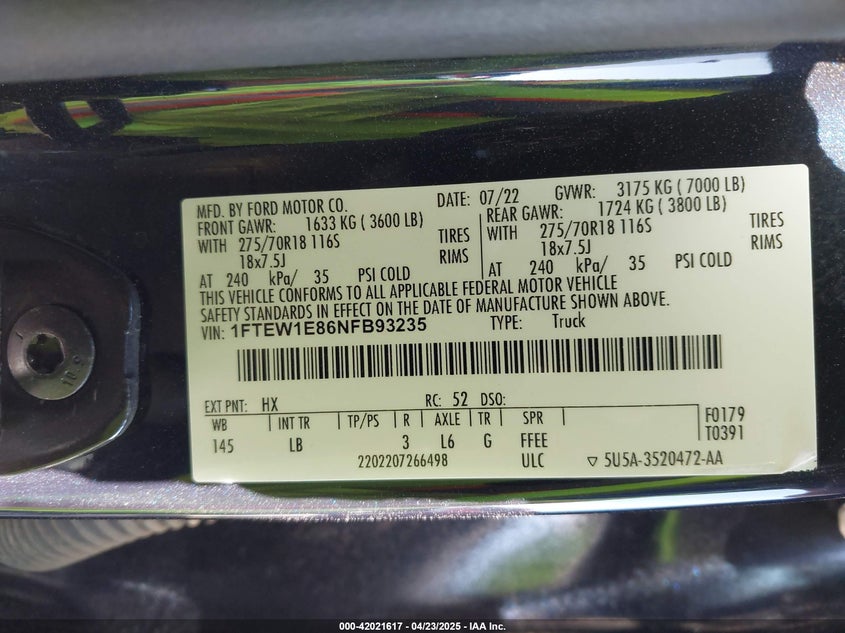 MFD. BY FORD MOTOR CO. DATE: 07/22 GVWR: 3175 KG ( 7000 LB)
FRONT GAWR: 1633 KG ( 3600 LB) REAR GAWR: 1724 KG ( 3800 LB)
WITH 275/70R18 116S TIRES WITH 275/70R18 116S TIRES
18x7.5J RIMS 18x7.5J RIMS
AT 240 kPa/ 35 PSI COLD AT 240 kPa/ 35 PSI COLD
THIS VEHICLE CONFORMS TO ALL APPLICABLE FEDERAL MOTOR VEHICLE
SAFETY STANDARDS IN EFFECT ON THE DATE OF MANUFACTURE SHOWN ABOVE.
VIN: 1FTEW1E86NFB93235 TYPE: Truck
EXT PNT: HX RC: 52 DSO:
WB INT TR TP/PS R AXLE TR SPR F0179
145 LB 3 L6 G FFEE T0391
2202207266498 ULC ▽ 5U5A-3520472-AA
000-42021617 - 04/23/2025 - IAA Inc.